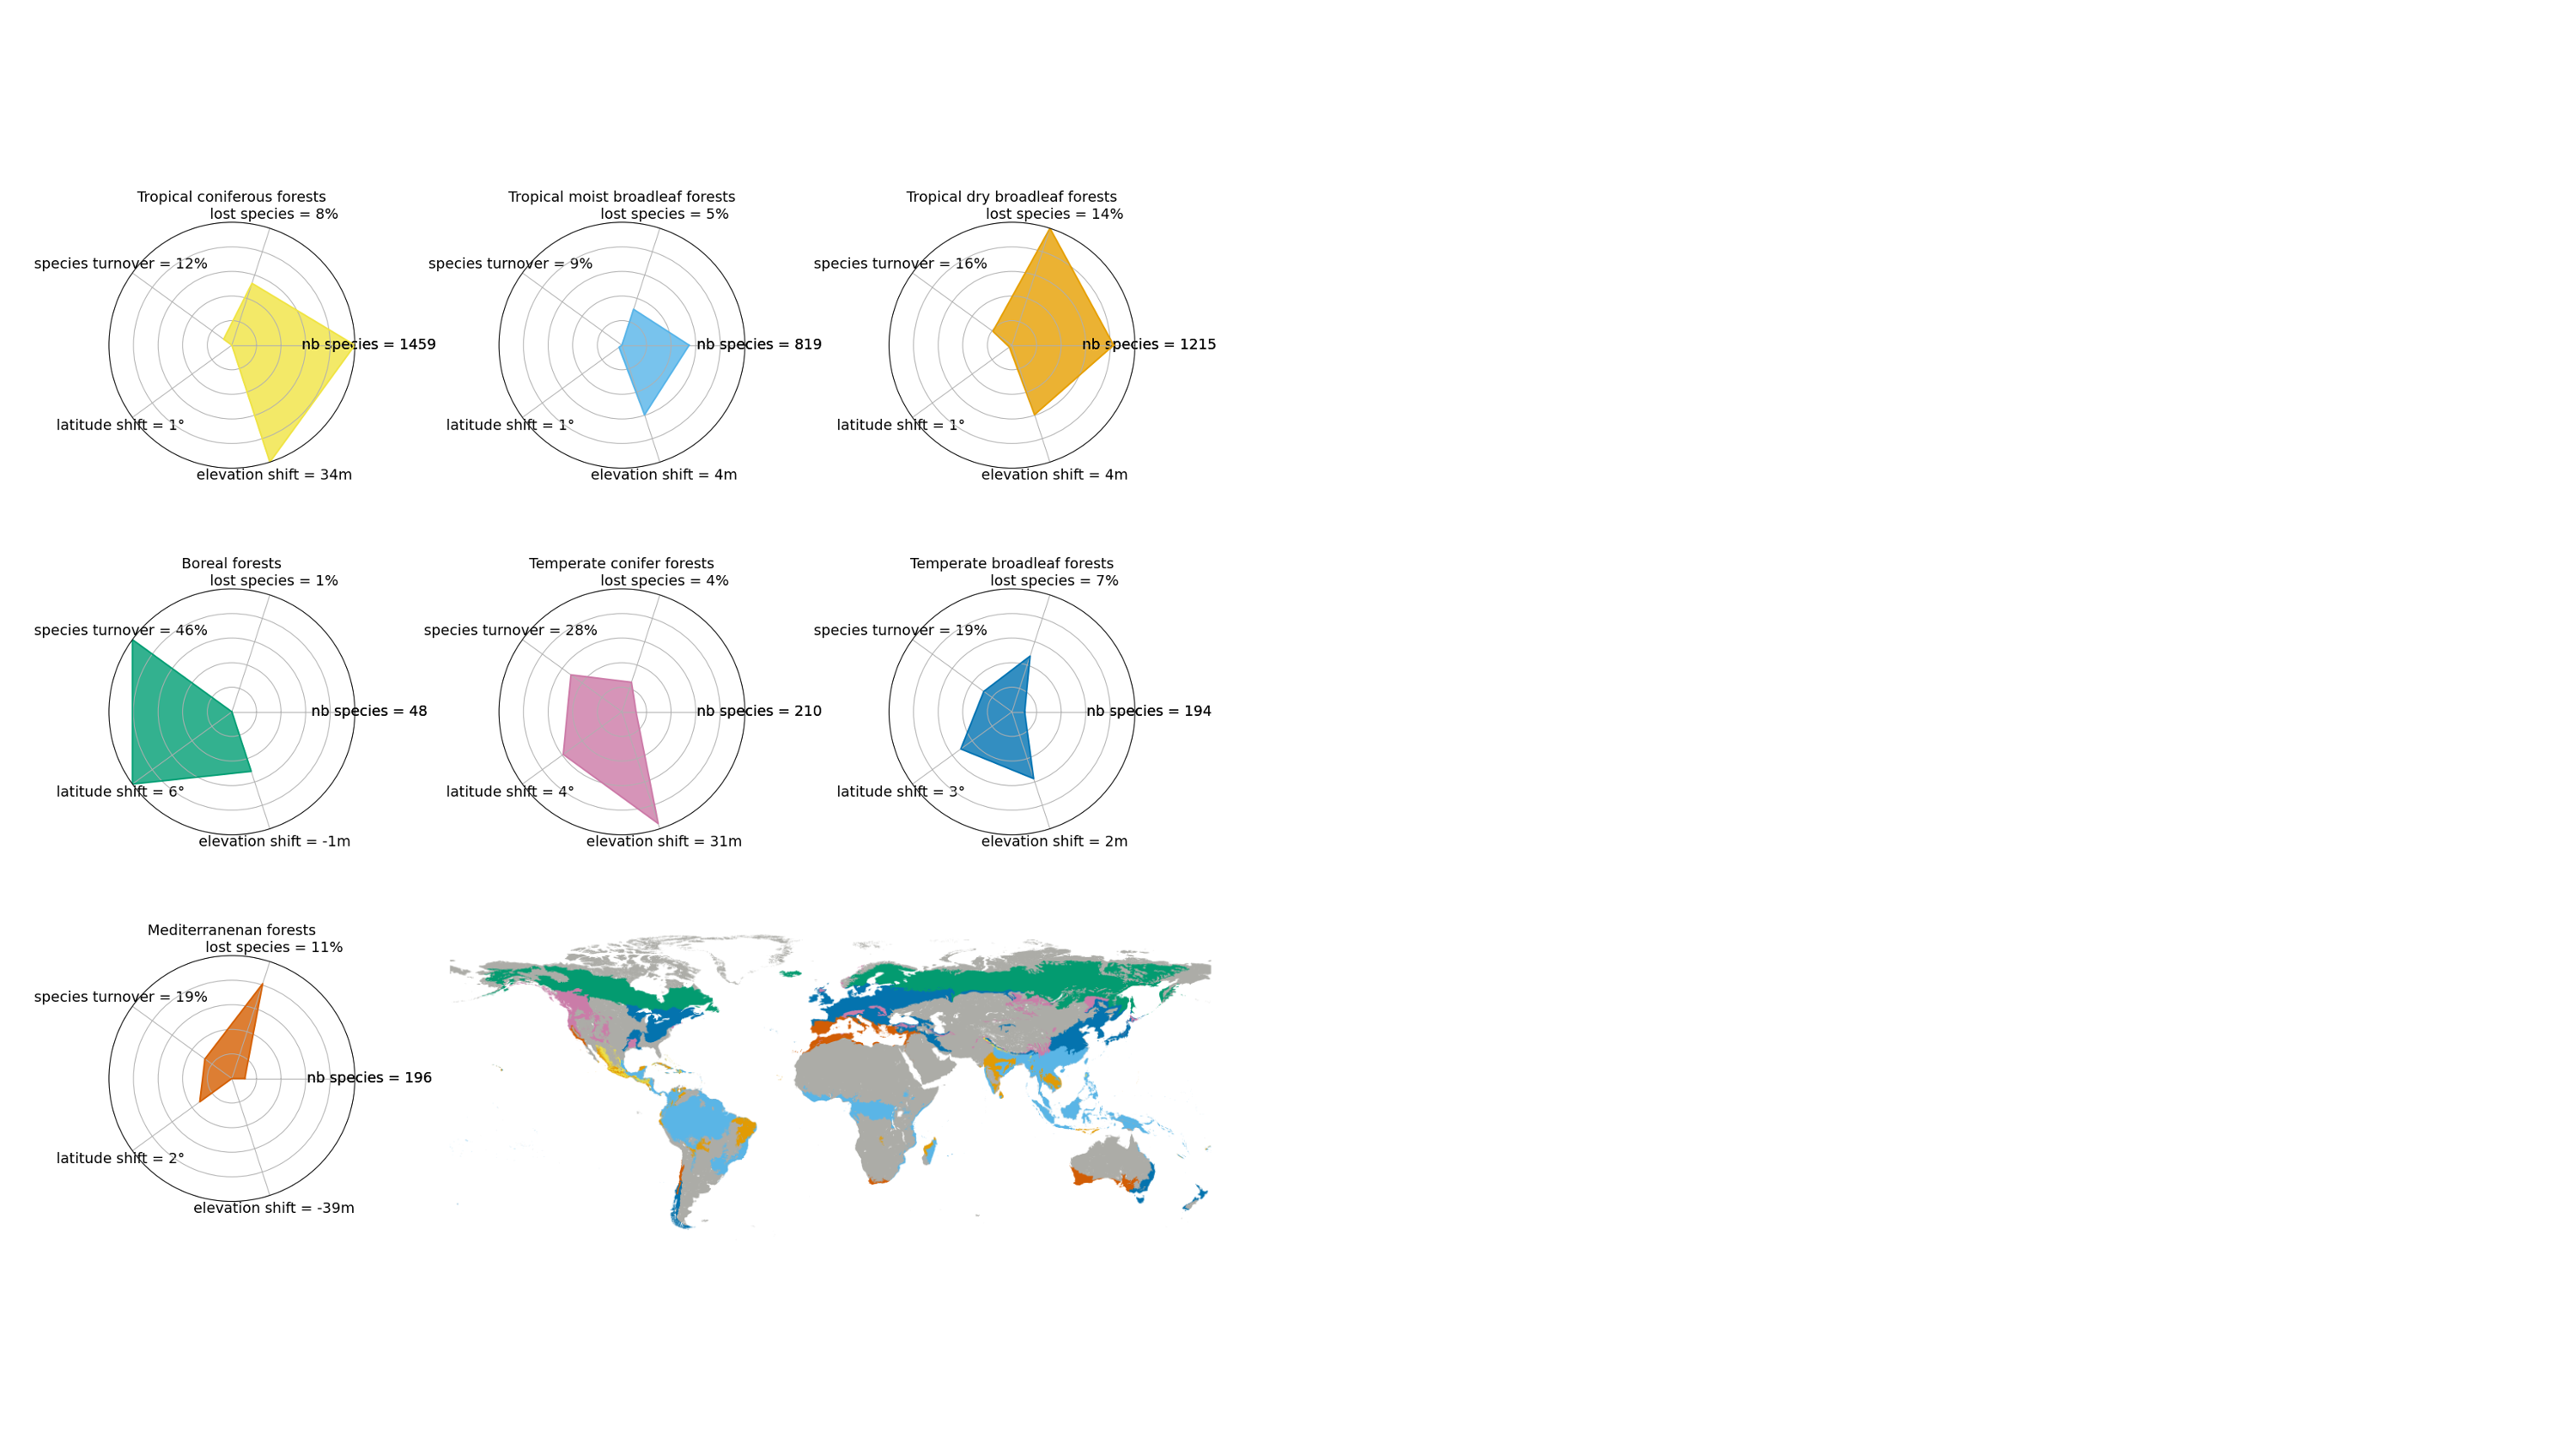 Tropical coniferous forests
lost species = 8%
species turnover = 12%
nb species = 1459
latitude shift = 1°
elevation shift = 34m
Tropical moist broadleaf forests
lost species = 5%
species turnover = 9%
nb species = 819
latitude shift = 1°
elevation shift = 4m
Tropical dry broadleaf forests
lost species = 14%
species turnover = 16%
nb species = 1215
latitude shift = 1°
elevation shift = 4m
Boreal forests
lost species = 1%
species turnover = 46%
nb species = 48
latitude shift = 6°
elevation shift = -1m
Temperate conifer forests
lost species = 4%
species turnover = 28%
nb species = 210
latitude shift = 4°
elevation shift = 31m
Temperate broadleaf forests
lost species = 7%
species turnover = 19%
nb species = 194
latitude shift = 3°
elevation shift = 2m
Mediterranenan forests
lost species = 11%
species turnover = 19%
nb species = 196
latitude shift = 2°
elevation shift = -39m